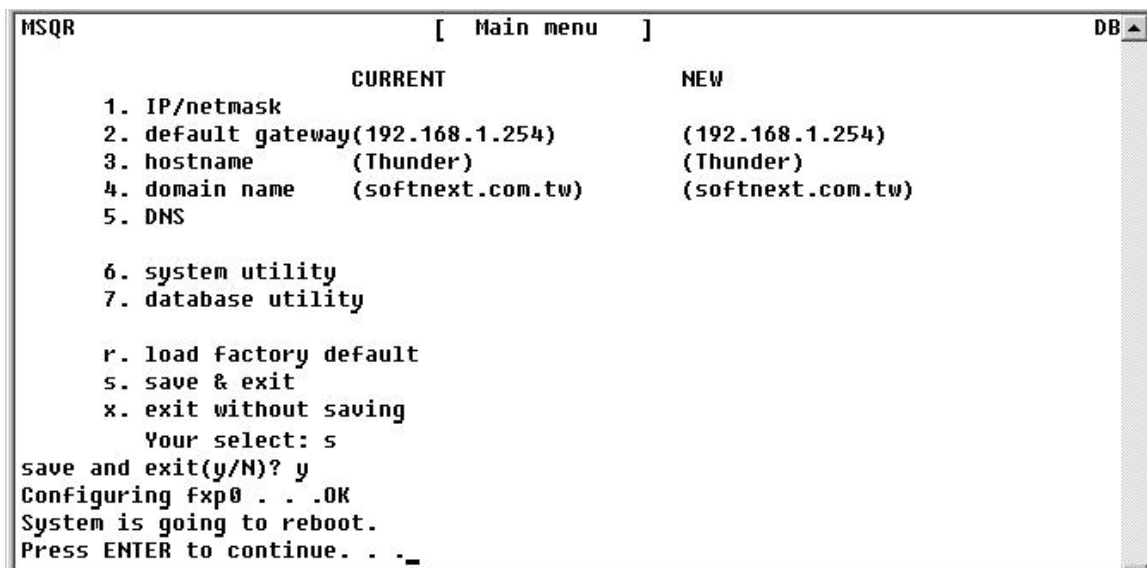 MSQR [ Main menu ] DB
CURRENT NEW
1. IP/netmask
2. default gateway(192.168.1.254) (192.168.1.254)
3. hostname (Thunder) (Thunder)
4. domain name (softnext.com.tw) (softnext.com.tw)
5. DNS
6. system utility
7. database utility
r. load factory default
s. save & exit
x. exit without saving
Your select: s
save and exit(y/N)? y
Configuring fxp0 . . .OK
System is going to reboot.
Press ENTER to continue. . ._